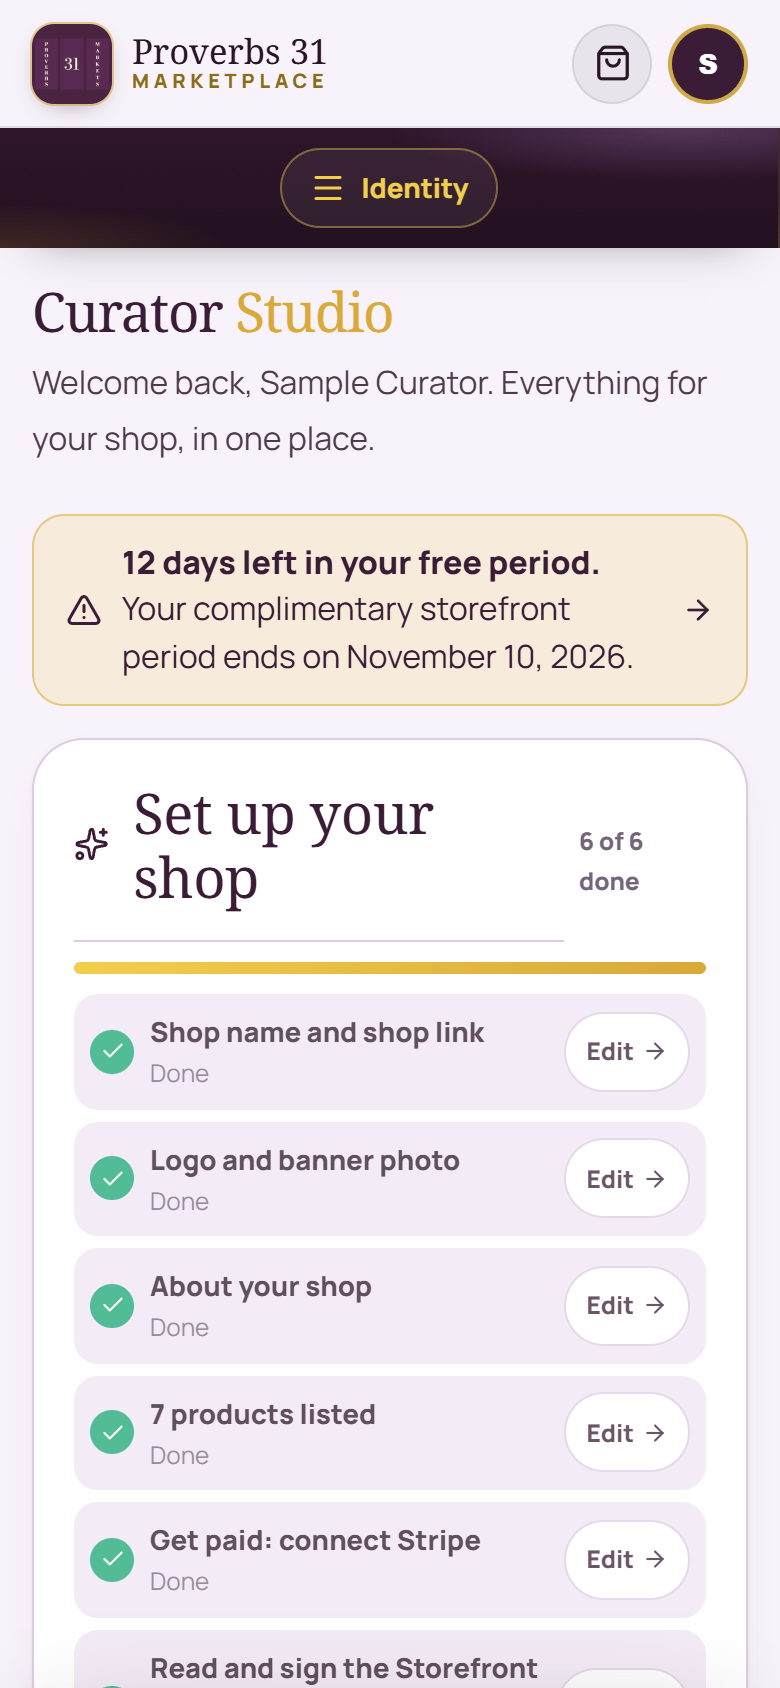 PROVERBS
31
MARKETS
Proverbs 31
MARKETPLACE
S
Identity
Curator Studio
Welcome back, Sample Curator. Everything for
your shop, in one place.
12 days left in your free period.
Your complimentary storefront
period ends on November 10, 2026.
Set up your
shop
6 of 6
done
Shop name and shop link
Done
Edit
Logo and banner photo
Done
Edit
About your shop
Done
Edit
7 products listed
Done
Edit
Get paid: connect Stripe
Done
Edit
Read and sign the Storefront